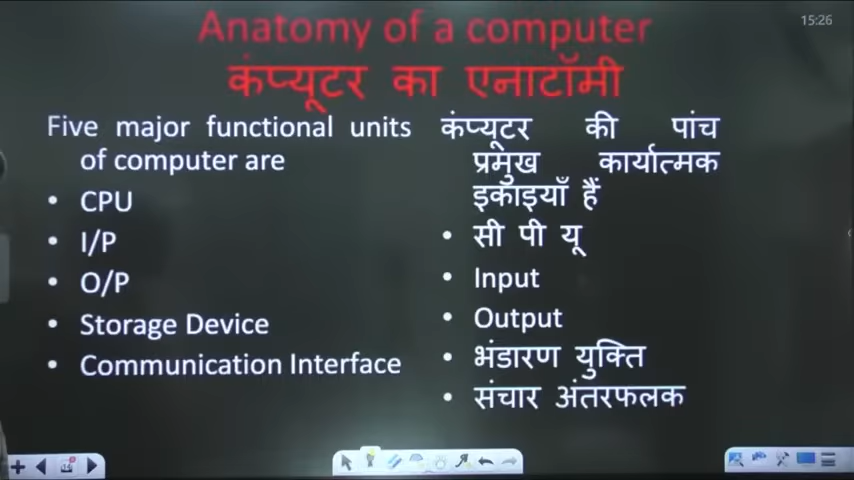 15:26
Anatomy of a computer
कंप्यूटर का एनाटॉमी
Five major functional units
of computer are
• CPU
• I/P
• O/P
• Storage Device
• Communication Interface
कंप्यूटर की पांच
प्रमुख कार्यात्मक
इकाइयाँ हैं
• सी पी यू
• Input
• Output
• भंडारण युक्ति
• संचार अंतरफलक